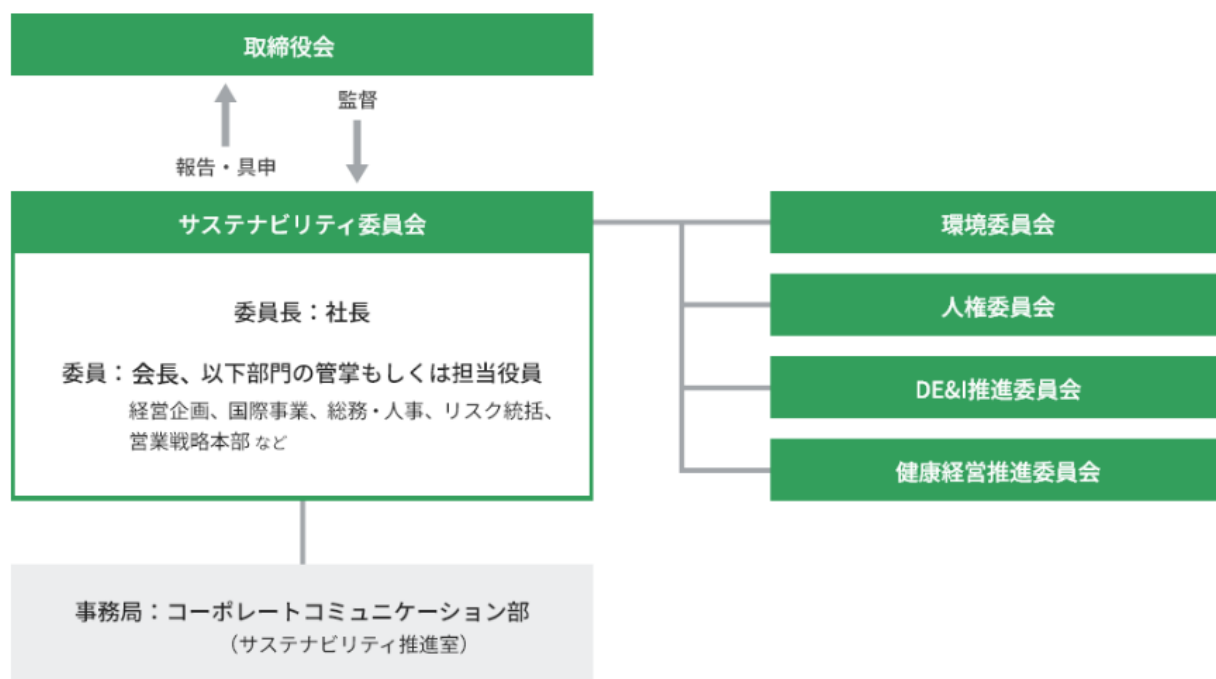 取締役会
監督
報告・具申
サステナビリティ委員会
委員長：社長
委員：会長、以下部門の管掌もしくは担当役員
経営企画、国際事業、総務・人事、リスク統括、
営業戦略本部 など
環境委員会
人権委員会
DE&I推進委員会
健康経営推進委員会
事務局：コーポレートコミュニケーション部
（サステナビリティ推進室）